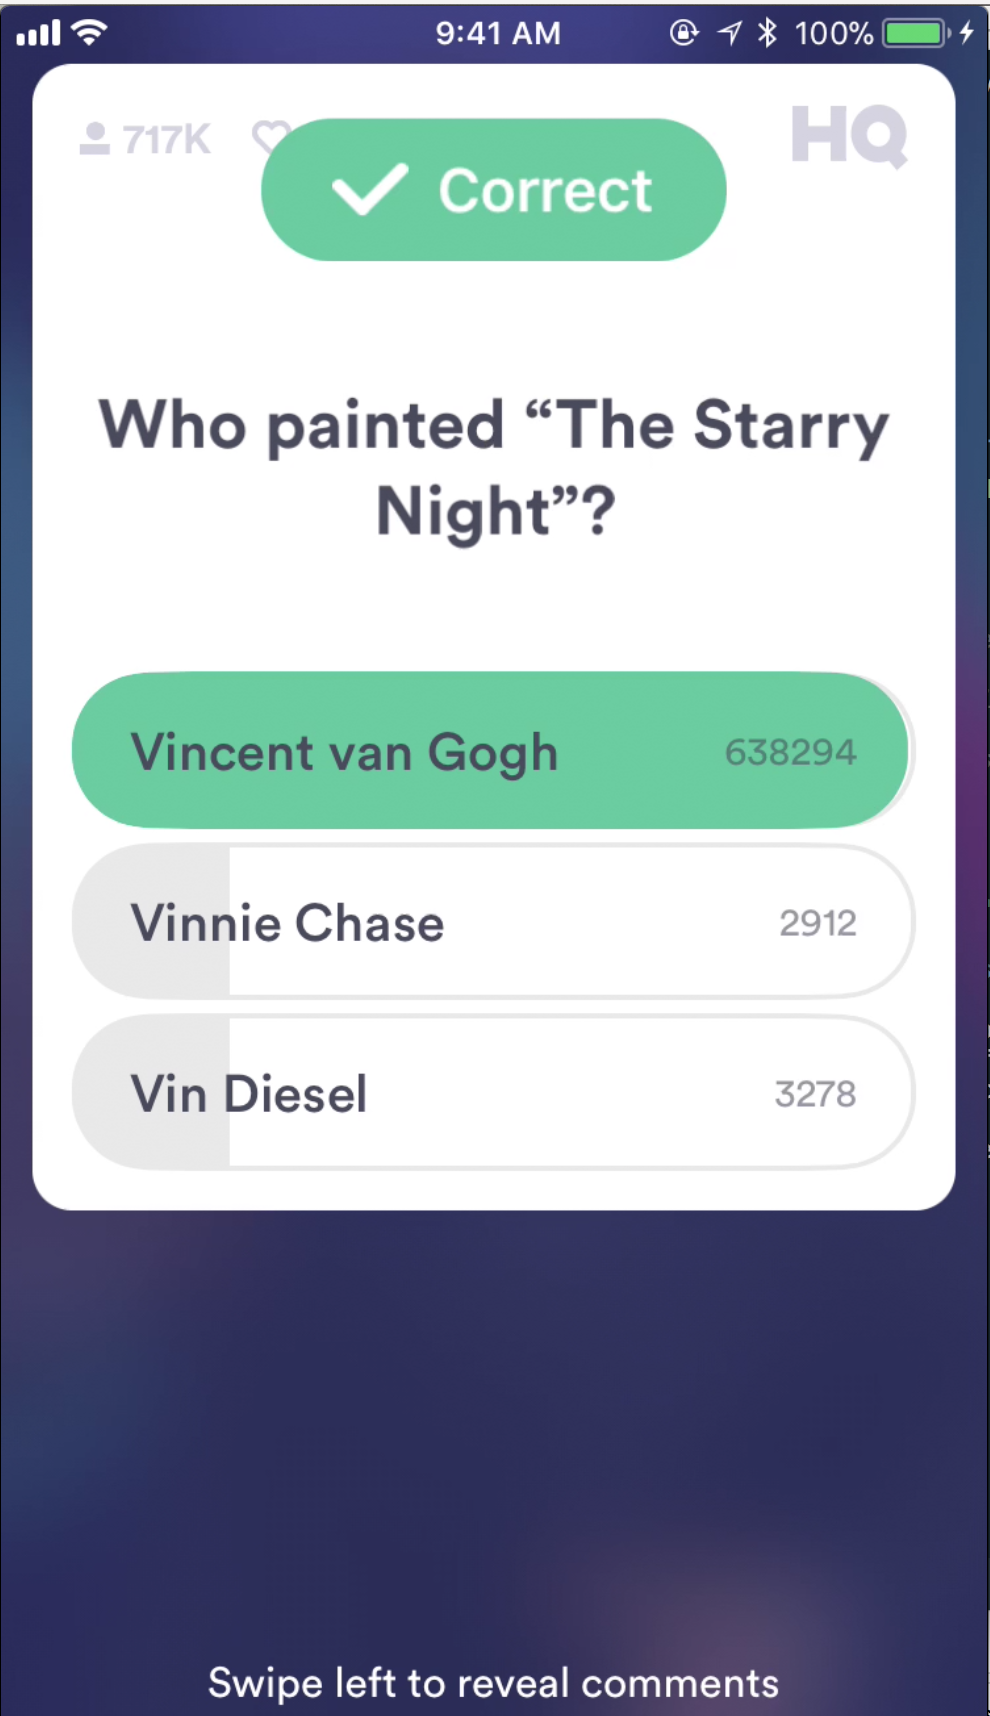 9:41 AM
100%
717K
HQ
Correct
Who painted “The Starry
Night”?
Vincent van Gogh 638294
Vinnie Chase 2912
Vin Diesel 3278
Swipe left to reveal comments